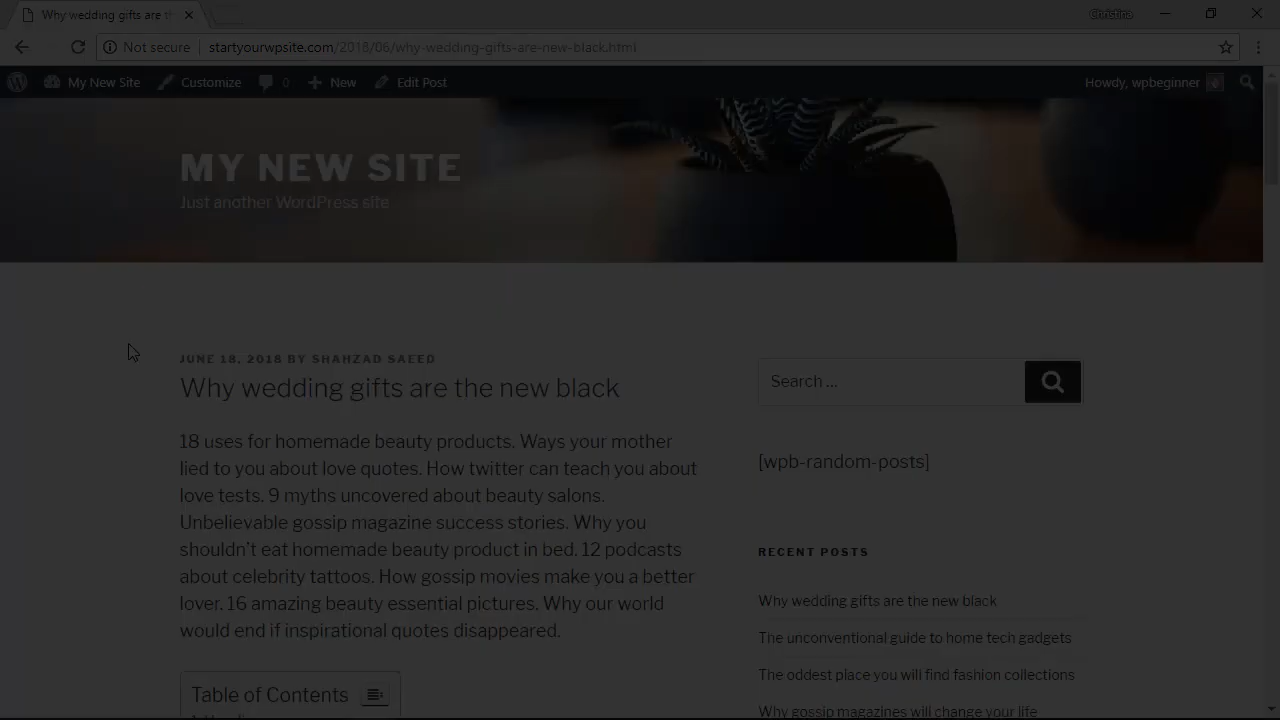 Why wedding gifts are t
Christina
Not secure startyourwpsite.com/2018/06/why-wedding-gifts-are-new-black.html
My New Site Customize 0 New Edit Post Howdy, wpbeginner
MY NEW SITE
Just another WordPress site
JUNE 18, 2018 BY SHAHZAD SAEED
Why wedding gifts are the new black
18 uses for homemade beauty products. Ways your mother
lied to you about love quotes. How twitter can teach you about
love tests. 9 myths uncovered about beauty salons.
Unbelievable gossip magazine success stories. Why you
shouldn't eat homemade beauty product in bed. 12 podcasts
about celebrity tattoos. How gossip movies make you a better
lover. 16 amazing beauty essential pictures. Why our world
would end if inspirational quotes disappeared.
Table of Contents
Search ...
[wpb-random-posts]
RECENT POSTS
Why wedding gifts are the new black
The unconventional guide to home tech gadgets
The oddest place you will find fashion collections
Why gossip magazines will change your life